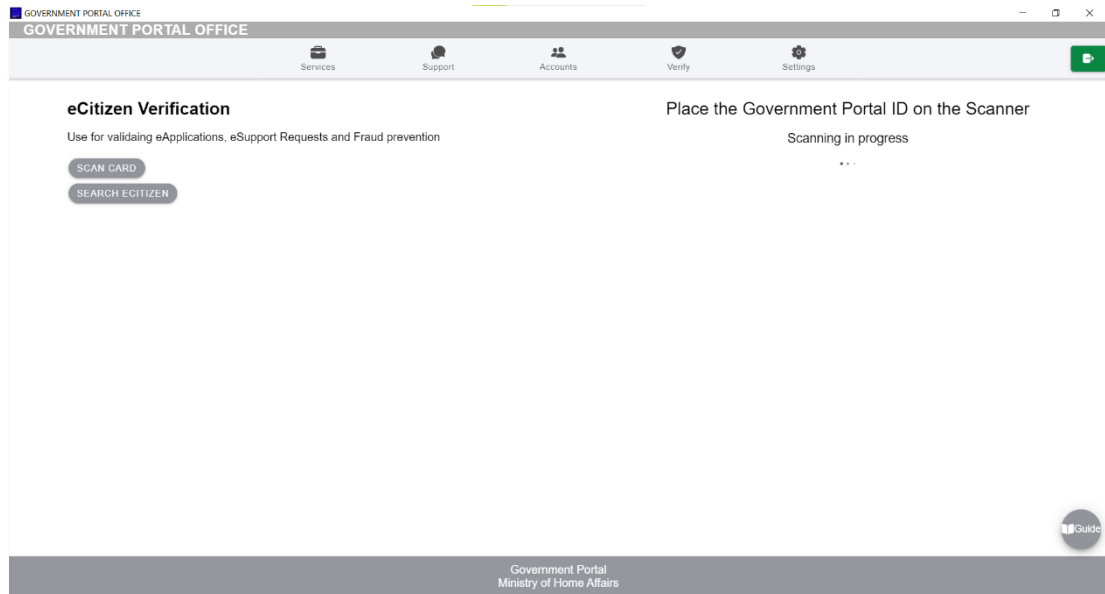 GOVERNMENT PORTAL OFFICE
GOVERNMENT PORTAL OFFICE
Services
Support
Accounts
Verify
Settings
eCitizen Verification
Use for validaing eApplications, eSupport Requests and Fraud prevention
SCAN CARD
SEARCH ECITIZEN
Place the Government Portal ID on the Scanner
Scanning in progress
Guide
Government Portal
Ministry of Home Affairs